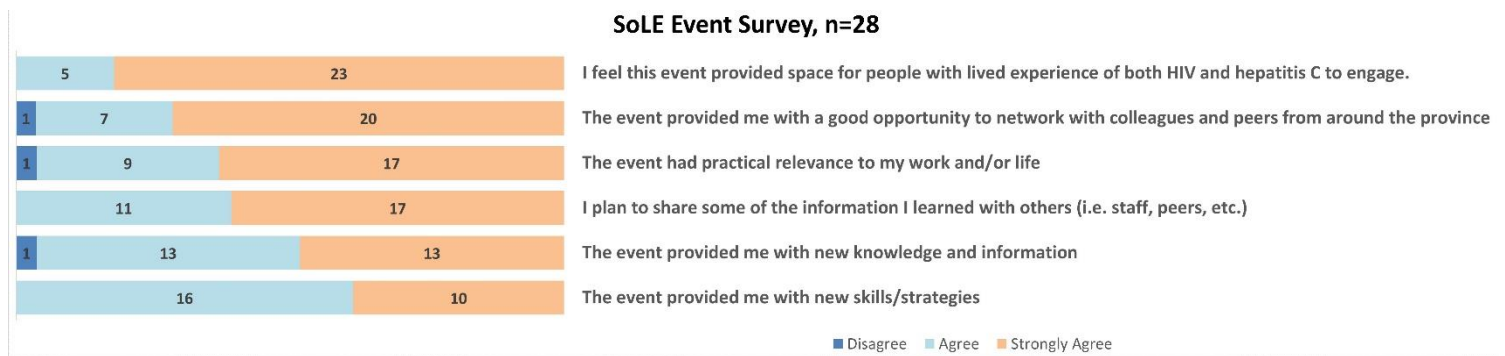 SoLE Event Survey, n=28
5 23 I feel this event provided space for people with lived experience of both HIV and hepatitis C to engage.
1 7 20 The event provided me with a good opportunity to network with colleagues and peers from around the province
1 9 17 The event had practical relevance to my work and/or life
11 17 I plan to share some of the information I learned with others (i.e. staff, peers, etc.)
1 13 13 The event provided me with new knowledge and information
16 10 The event provided me with new skills/strategies
Disagree Agree Strongly Agree